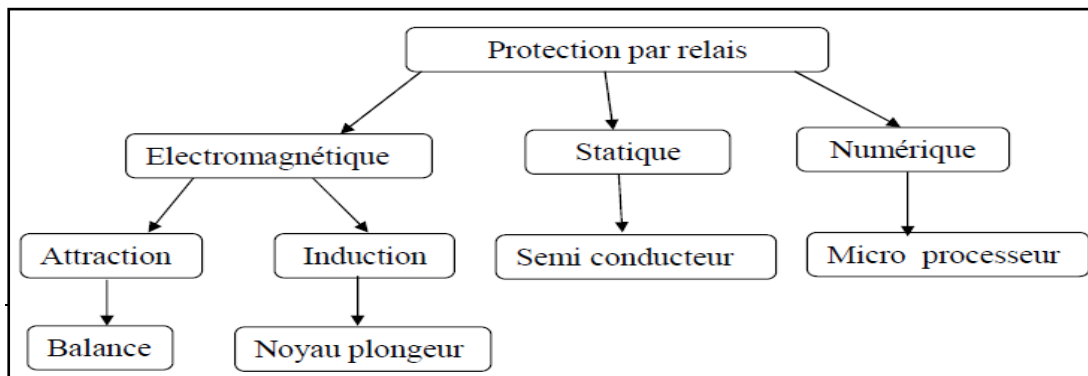 Protection par relais
Electromagnétique
Statique
Numérique
Attraction
Induction
Semi conducteur
Micro processeur
Balance
Noyau plongeur